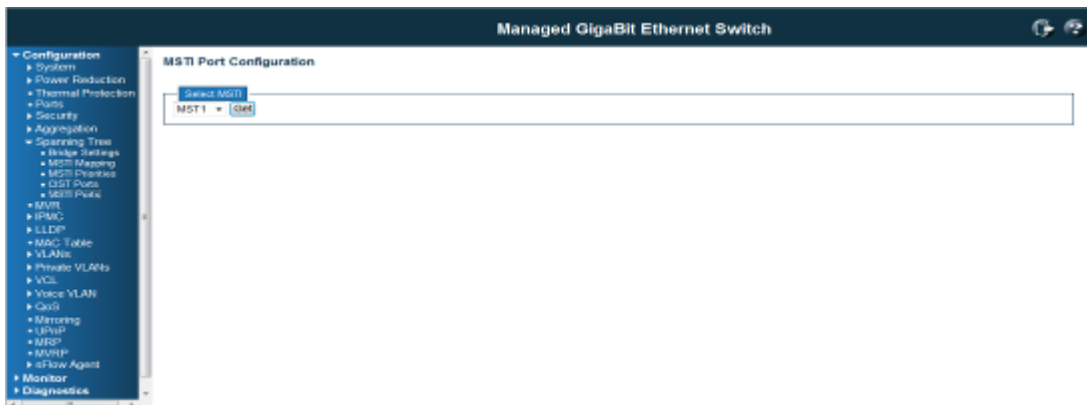 Managed GigaBit Ethernet Switch
Configuration
System
Power Reduction
Thermal Protection
Ports
Security
Aggregation
Spanning Tree
Bridge Settings
MSTI Mapping
MSTI Priorities
CIST Ports
MSTI Ports
MVR
IPMC
LLDP
MAC Table
VLANs
Private VLANs
VCL
Voice VLAN
QoS
Mirroring
UPnP
MRP
MVRP
sFlow Agent
Monitor
Diagnostics
MSTI Port Configuration
Select MSTI
MST1 Get